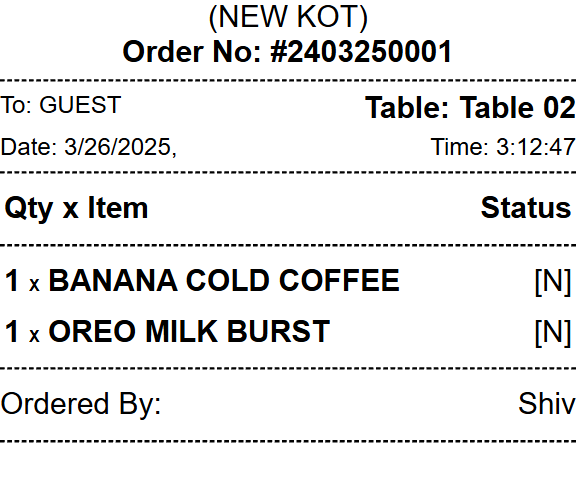 (NEW KOT)
Order No: #2403250001
To: GUEST Table: Table 02
Date: 3/26/2025, Time: 3:12:47
Qty x Item Status
1 x BANANA COLD COFFEE [N]
1 x OREO MILK BURST [N]
Ordered By: Shiv